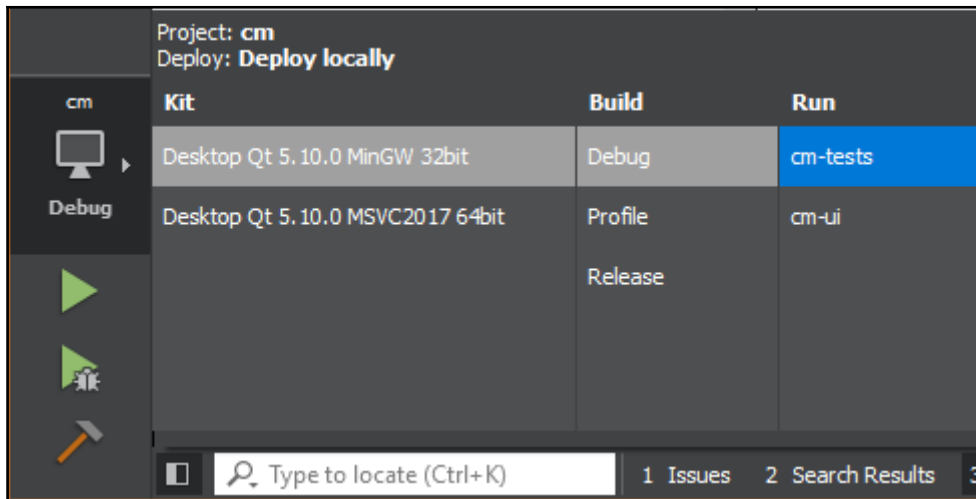 Project: cm
Deploy: Deploy locally
cm
Kit Build Run
Desktop Qt 5.10.0 MinGW 32bit Debug cm-tests
Debug
Desktop Qt 5.10.0 MSVC2017 64bit Profile cm-ui
Release
Type to locate (Ctrl+K) 1 Issues 2 Search Results 3